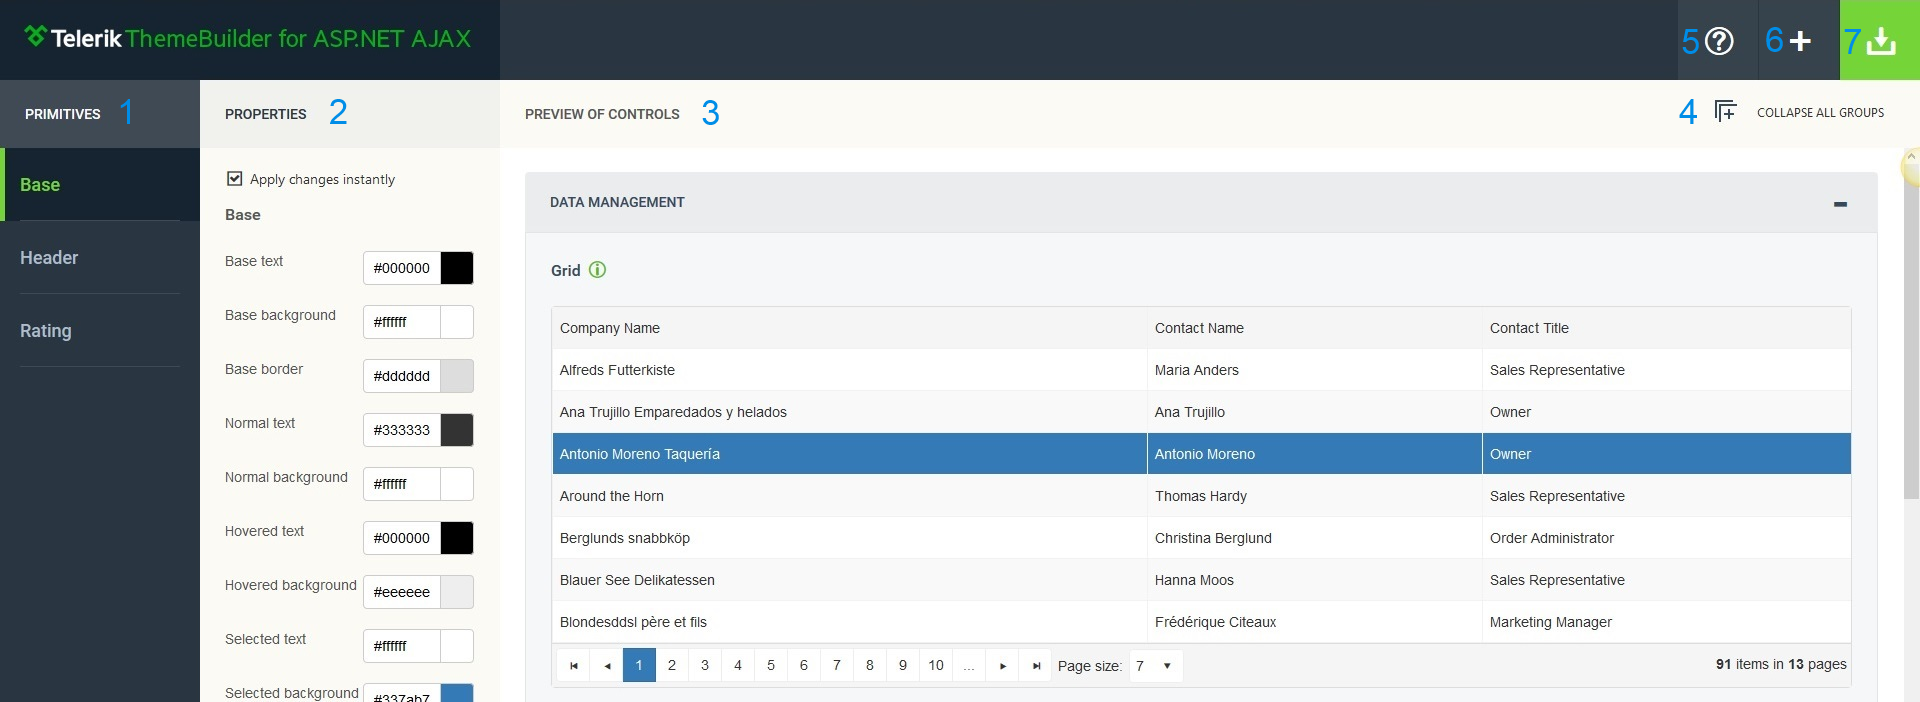 Telerik ThemeBuilder for ASP.NET AJAX
5
6
7
PRIMITIVES 1
PROPERTIES 2
PREVIEW OF CONTROLS 3
4 COLLAPSE ALL GROUPS
Base
Header
Rating
Apply changes instantly
Base
Base text #000000
Base background #ffffff
Base border #dddddd
Normal text #333333
Normal background #ffffff
Hovered text #000000
Hovered background #eeeeee
Selected text #ffffff
Selected background #337ab7
DATA MANAGEMENT
Grid
Company Name Contact Name Contact Title
Alfreds Futterkiste Maria Anders Sales Representative
Ana Trujillo Emparedados y helados Ana Trujillo Owner
Antonio Moreno Taquería Antonio Moreno Owner
Around the Horn Thomas Hardy Sales Representative
Berglunds snabbköp Christina Berglund Order Administrator
Blauer See Delikatessen Hanna Moos Sales Representative
Blondesddsl père et fils Frédérique Citeaux Marketing Manager
1 2 3 4 5 6 7 8 9 10 ... Page size: 7 91 items in 13 pages